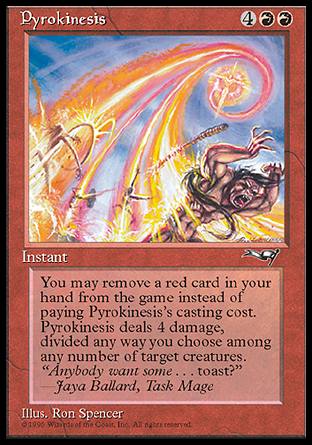 Pyrokinesis 4
Instant
You may remove a red card in your
hand from the game instead of
paying Pyrokinesis's casting cost.
Pyrokinesis deals 4 damage,
divided any way you choose among
any number of target creatures.
“Anybody want some . . . toast?”
—Jaya Ballard, Task Mage
Illus. Ron Spencer
© 1996 Wizards of the Coast, Inc. All rights reserved.